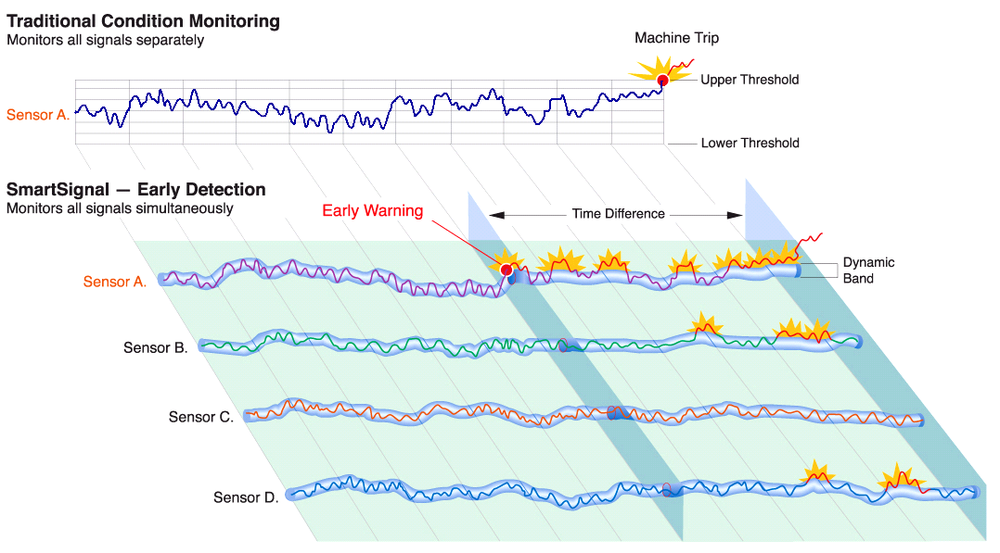 Traditional Condition Monitoring
Monitors all signals separately
Machine Trip
Upper Threshold
Sensor A.
Lower Threshold
SmartSignal — Early Detection
Monitors all signals simultaneously
Early Warning
Time Difference
Sensor A.
Dynamic
Band
Sensor B.
Sensor C.
Sensor D.